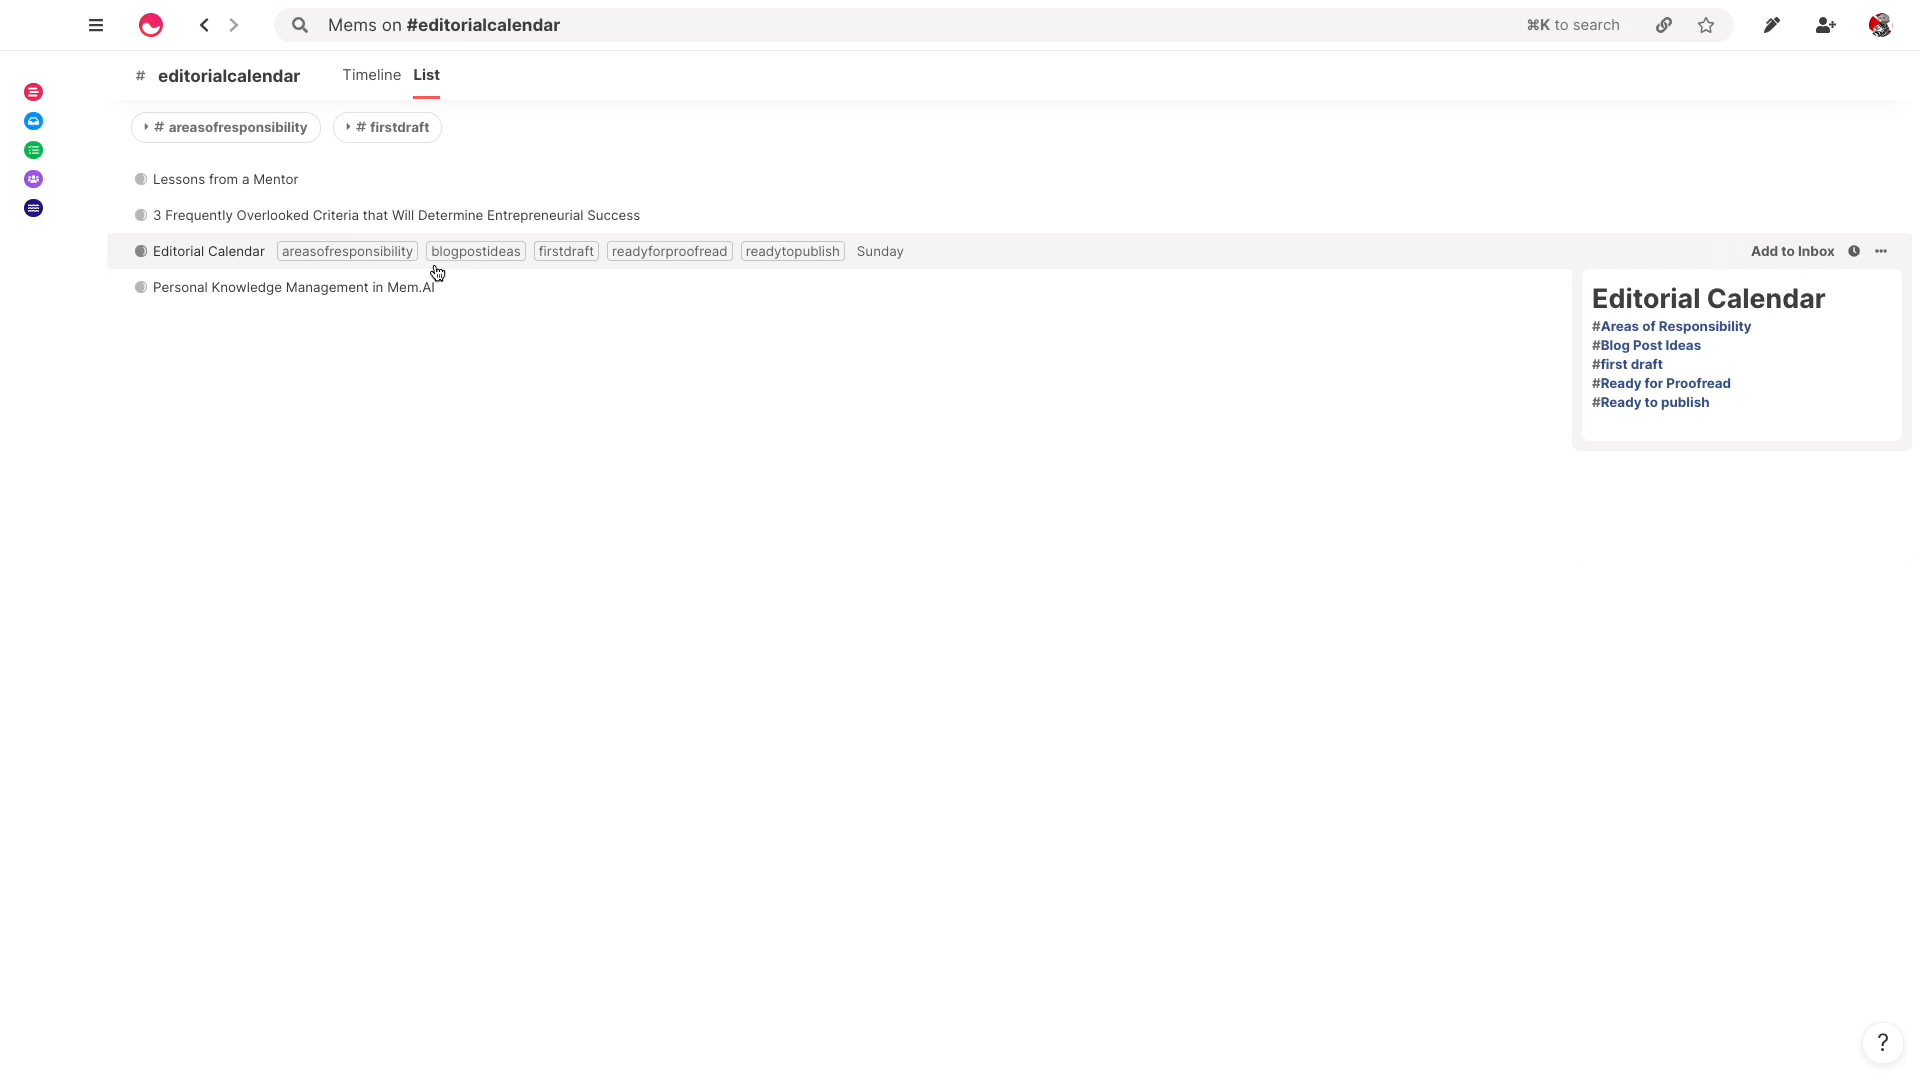 Mems on #editorialcalendar
⌘K to search
# editorialcalendar
Timeline
List
# areasofresponsibility
# firstdraft
Lessons from a Mentor
3 Frequently Overlooked Criteria that Will Determine Entrepreneurial Success
Editorial Calendar areasofresponsibility blogpostideas firstdraft readyforproofread readytopublish Sunday
Add to Inbox
Personal Knowledge Management in Mem.AI
Editorial Calendar
#Areas of Responsibility
#Blog Post Ideas
#first draft
#Ready for Proofread
#Ready to publish
?